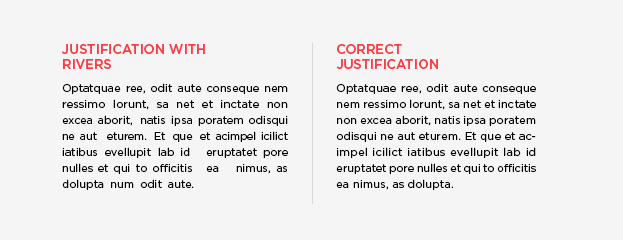 JUSTIFICATION WITH
RIVERS
Optatquae ree, odit aute conseque nem
ressimo lorunt, sa net et inctate non
excea aborit, natis ipsa poratem odisqui
ne aut eturem. Et que et acimpel icilict
iatibus evellupit lab id eruptatet pore
nulles et qui to officitis ea nimus, as
dolupta num odit aute.
CORRECT
JUSTIFICATION
Optatquae ree, odit aute conseque
nem ressimo lorunt, sa net et inctate
non excea aborit, natis ipsa poratem
odisqui ne aut eturem. Et que et ac-
impel icilict iatibus evellupit lab id
eruptatet pore nulles et qui to officitis
ea nimus, as dolupta.